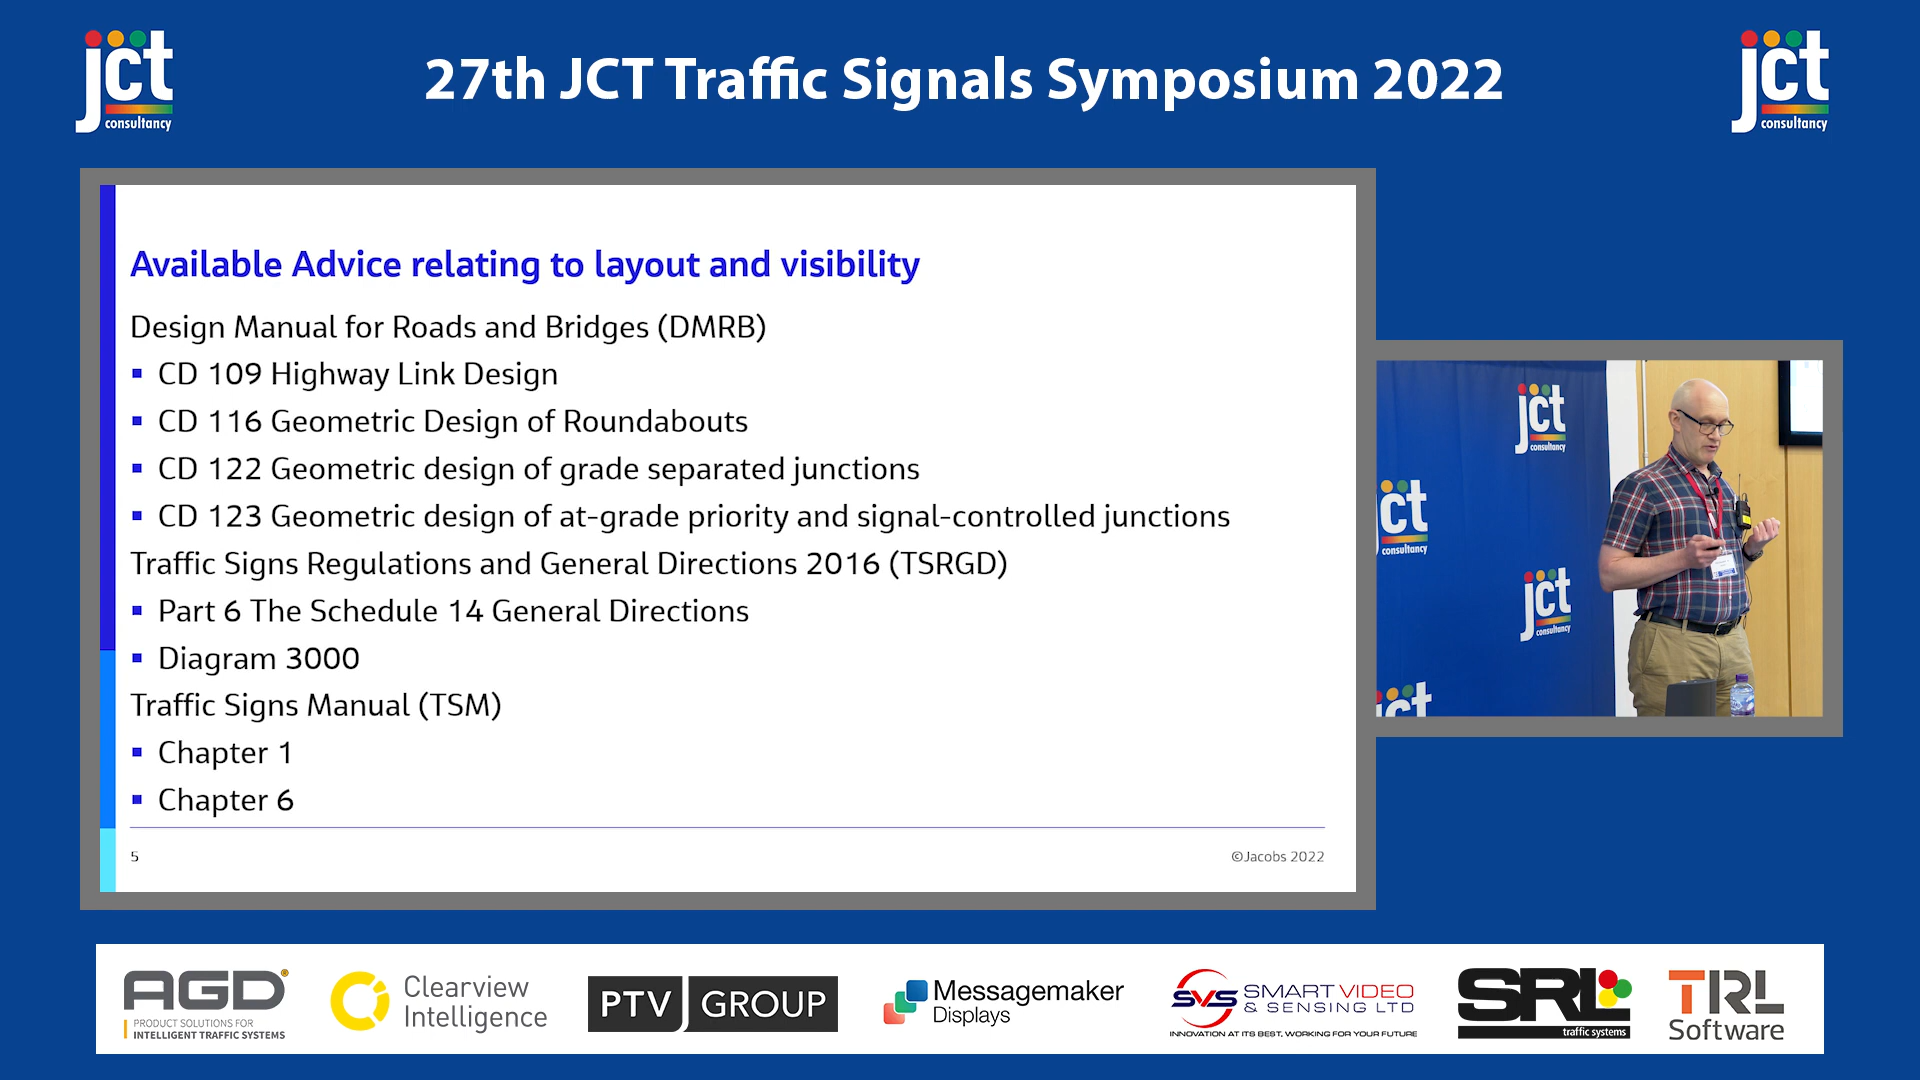 jct
consultancy
27th JCT Traffic Signals Symposium 2022
jct
consultancy
Available Advice relating to layout and visibility
Design Manual for Roads and Bridges (DMRB)
▪ CD 109 Highway Link Design
▪ CD 116 Geometric Design of Roundabouts
▪ CD 122 Geometric design of grade separated junctions
▪ CD 123 Geometric design of at-grade priority and signal-controlled junctions
Traffic Signs Regulations and General Directions 2016 (TSRGD)
▪ Part 6 The Schedule 14 General Directions
▪ Diagram 3000
Traffic Signs Manual (TSM)
▪ Chapter 1
▪ Chapter 6
5
©Jacobs 2022
jct
consultancy
ct
consultancy
jct
consultancy
jct
AGD
PRODUCT SOLUTIONS FOR
INTELLIGENT TRAFFIC SYSTEMS
Clearview
Intelligence
PTV GROUP
Messagemaker
Displays
SVS SMART VIDEO
& SENSING LTD
INNOVATION AT ITS BEST, WORKING FOR YOUR FUTURE
SRL
traffic systems
TRL
Software